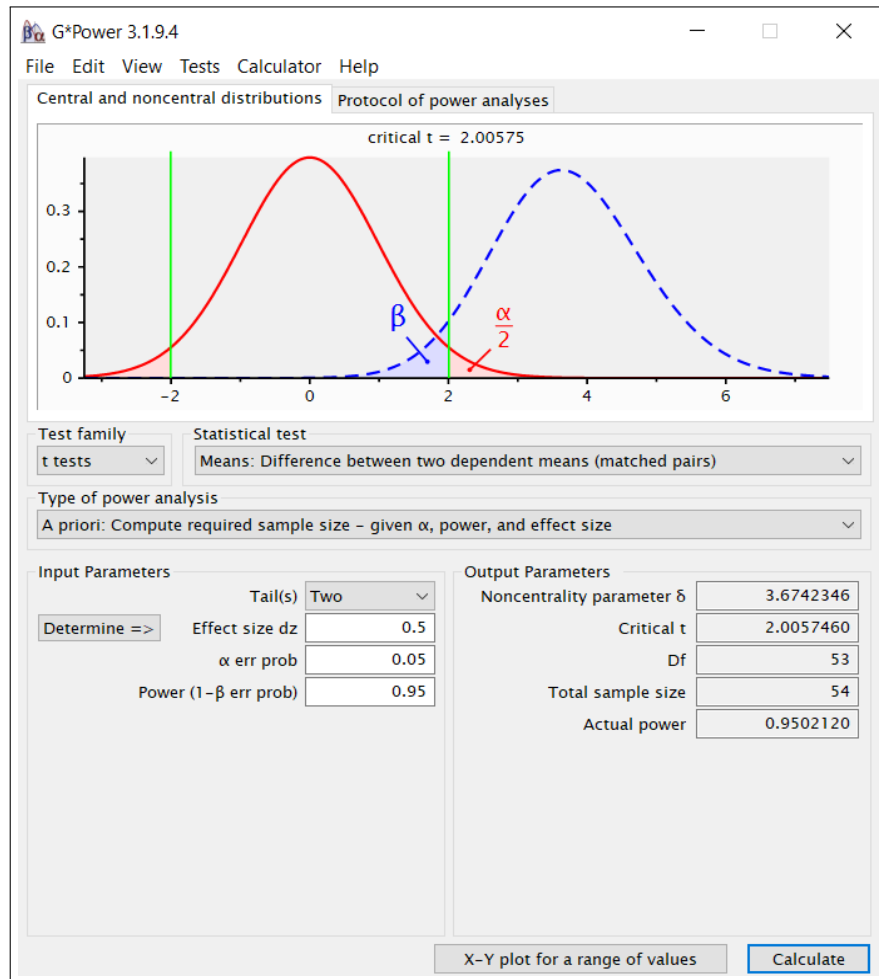 G*Power 3.1.9.4
File Edit View Tests Calculator Help
Central and noncentral distributions Protocol of power analyses
critical t = 2.00575
0.3
0.2
0.1
0
β
α
2
-2 0 2 4 6
Test family Statistical test
t tests Means: Difference between two dependent means (matched pairs)
Type of power analysis
A priori: Compute required sample size – given α, power, and effect size
Input Parameters Output Parameters
Tail(s) Two Noncentrality parameter δ 3.6742346
Determine => Effect size dz 0.5 Critical t 2.0057460
α err prob 0.05 Df 53
Power (1-β err prob) 0.95 Total sample size 54
Actual power 0.9502120
X-Y plot for a range of values Calculate